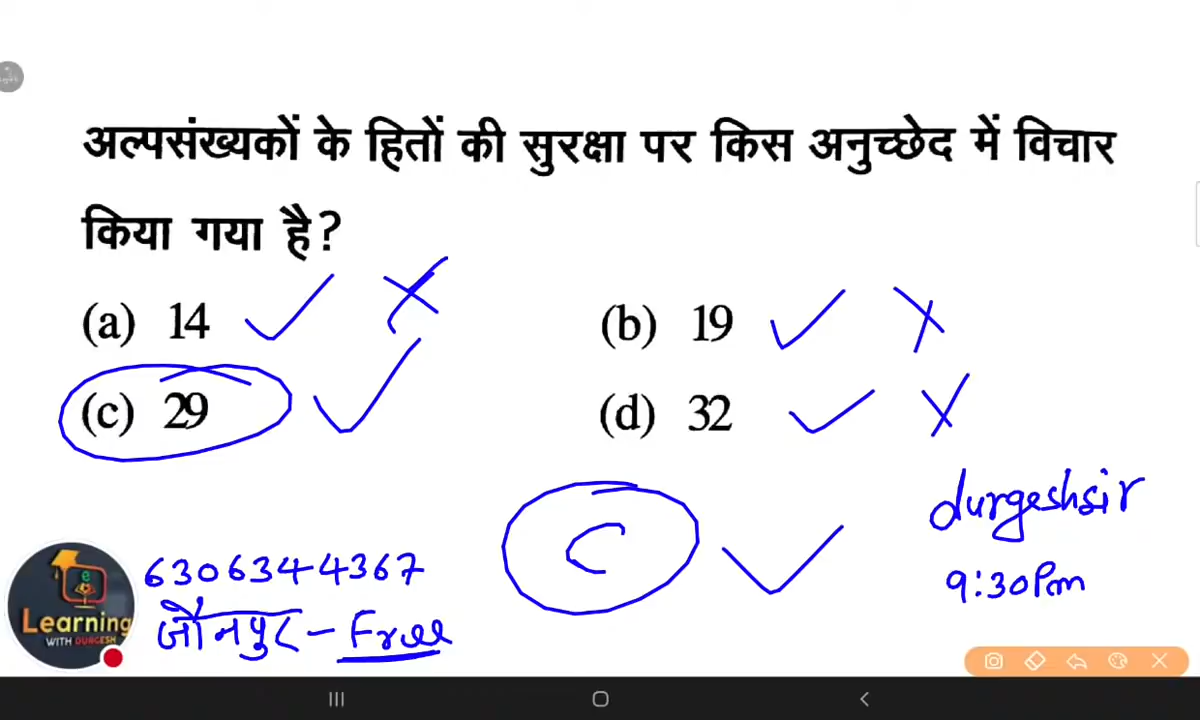 अल्पसंख्यकों के हितों की सुरक्षा पर किस अनुच्छेद में विचार
किया गया है?
(a) 14
(b) 19
(c) 29
(d) 32
C
durgeshsir
9:30Pm
6306344367
जौनपुर - Free
e
Learning
WITH DURGESH